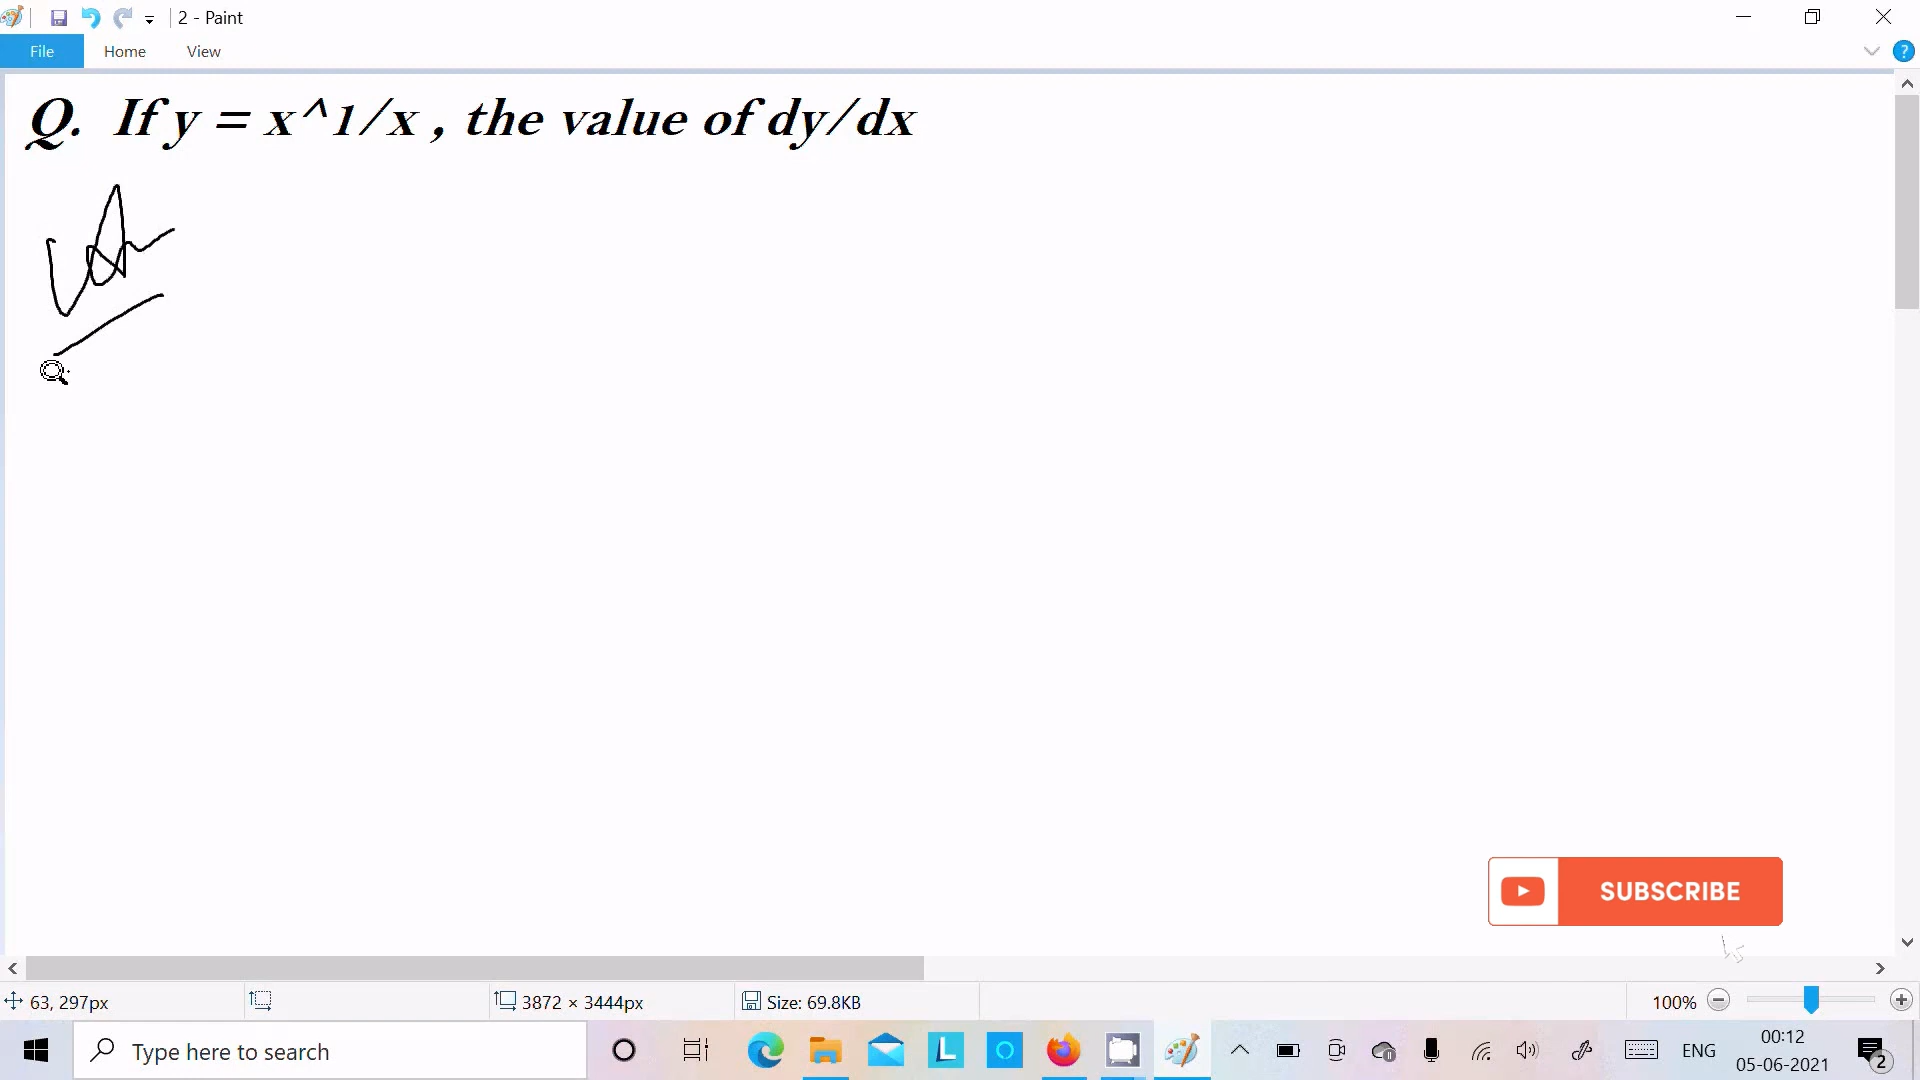 2 - Paint
File Home View
Q. If y = x^1/x , the value of dy/dx
SUBSCRIBE
63, 297px 3872 × 3444px Size: 69.8KB 100%
Type here to search ENG 00:12
05-06-2021 2